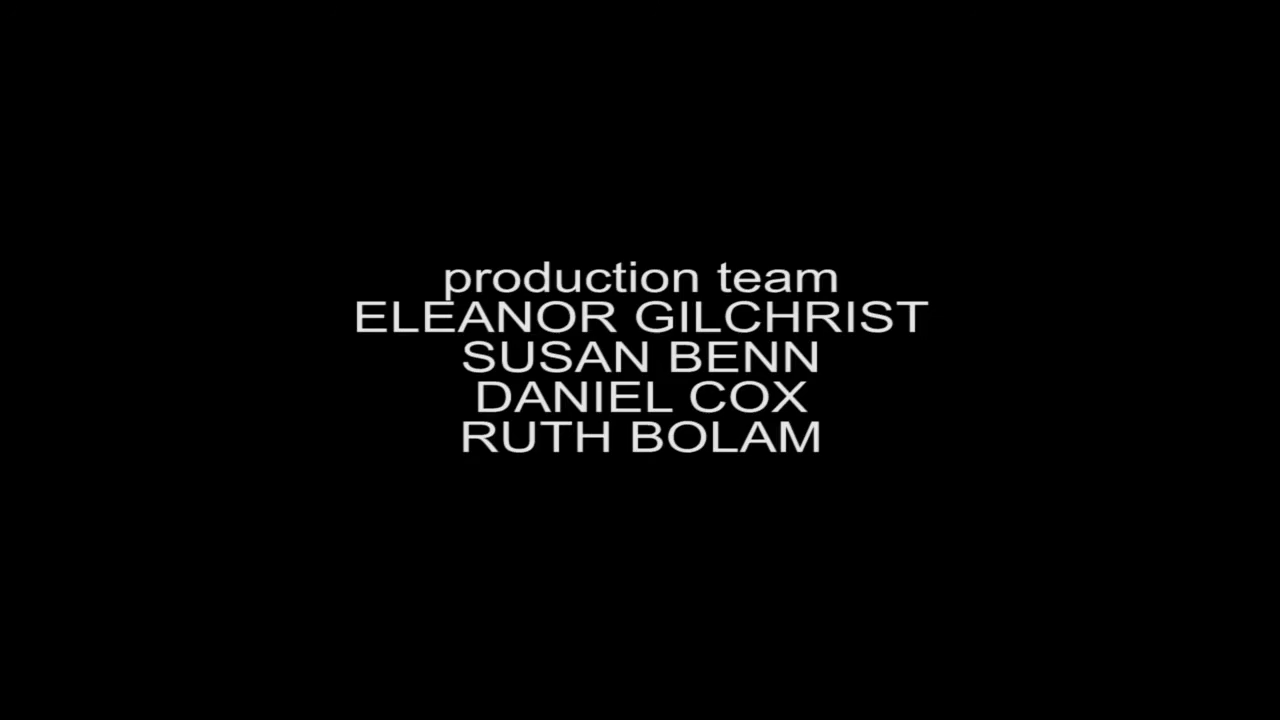 production team
ELEANOR GILCHRIST
SUSAN BENN
DANIEL COX
RUTH BOLAM